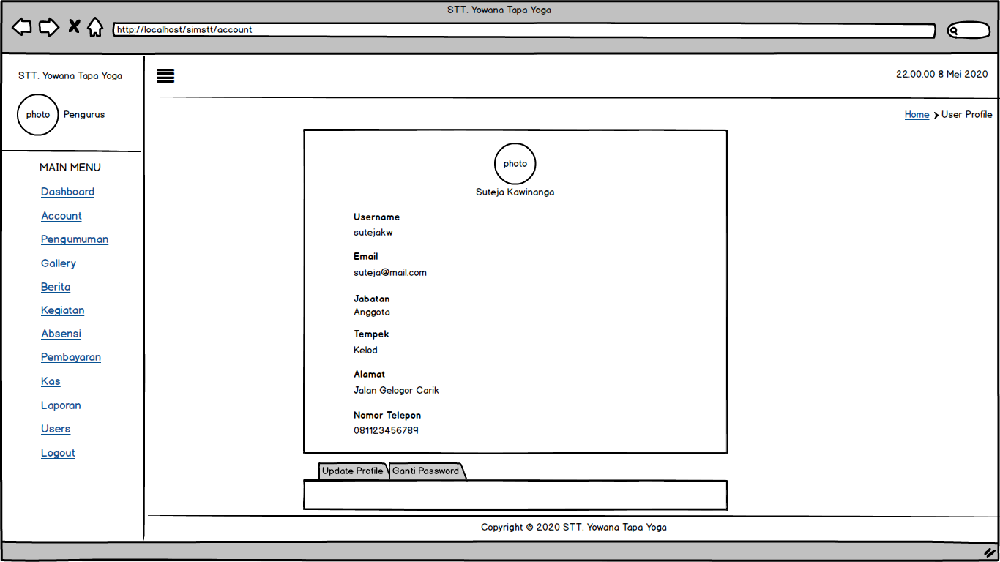 STT. Yowana Tapa Yoga
http://localhost/simstt/account
STT. Yowana Tapa Yoga
photo
Pengurus
MAIN MENU
Dashboard
Account
Pengumuman
Gallery
Berita
Kegiatan
Absensi
Pembayaran
Kas
Laporan
Users
Logout
22.00.00 8 Mei 2020
Home > User Profile
photo
Suteja Kawinanga
Username
sutejakw
Email
suteja@mail.com
Jabatan
Anggota
Tempek
Kelod
Alamat
Jalan Gelogor Carik
Nomor Telepon
081123456789
Update Profile
Ganti Password
Copyright © 2020 STT. Yowana Tapa Yoga